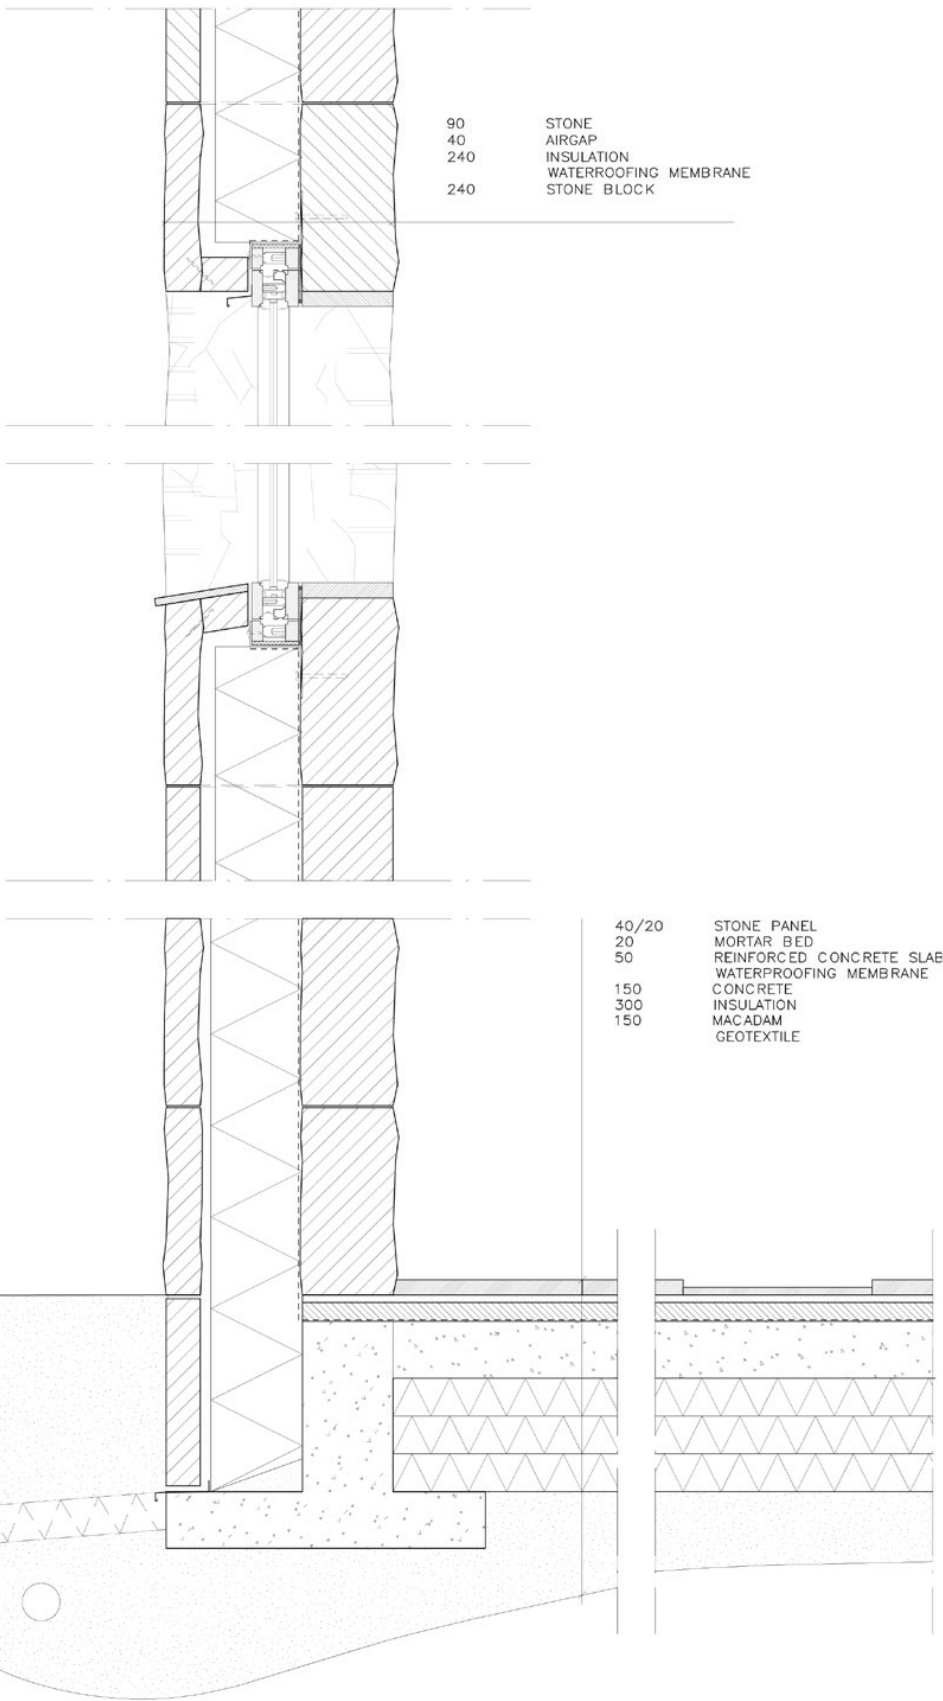 90 STONE
40 AIRGAP
240 INSULATION
WATERROOFING MEMBRANE
240 STONE BLOCK
40/20 STONE PANEL
20 MORTAR BED
50 REINFORCED CONCRETE SLAB
WATERPROOFING MEMBRANE
150 CONCRETE
300 INSULATION
150 MACADAM
GEOTEXTILE